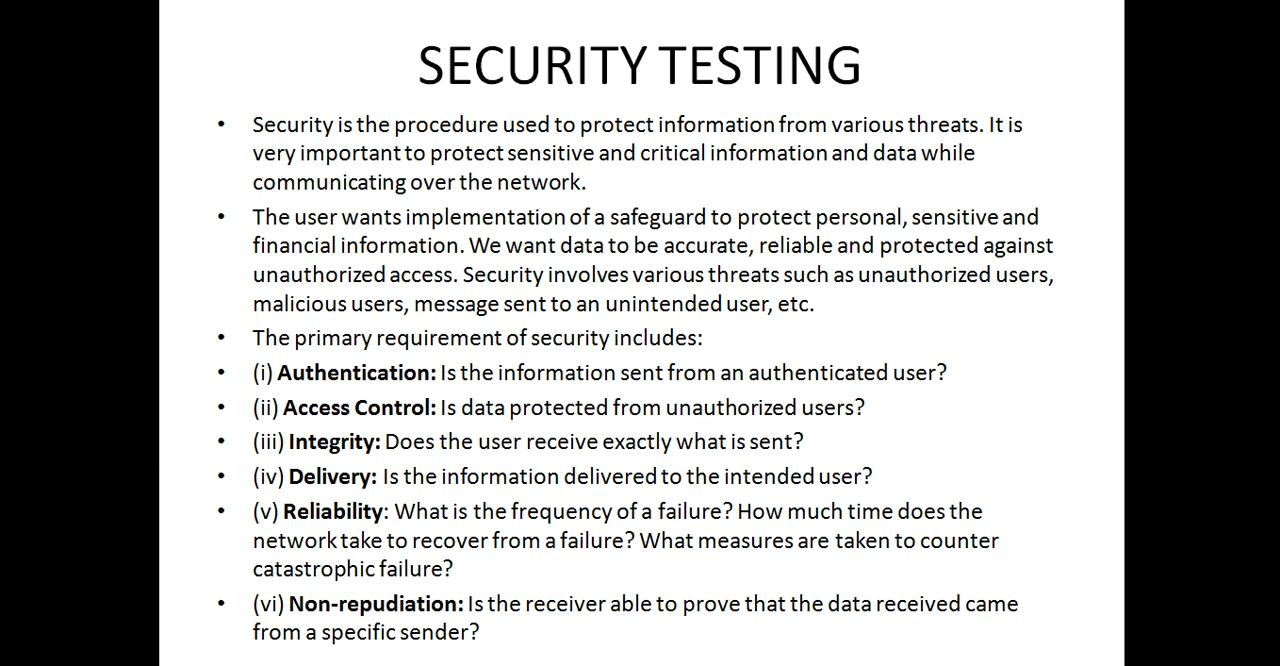 SECURITY TESTING
• Security is the procedure used to protect information from various threats. It is
very important to protect sensitive and critical information and data while
communicating over the network.
• The user wants implementation of a safeguard to protect personal, sensitive and
financial information. We want data to be accurate, reliable and protected against
unauthorized access. Security involves various threats such as unauthorized users,
malicious users, message sent to an unintended user, etc.
• The primary requirement of security includes:
• (i) Authentication: Is the information sent from an authenticated user?
• (ii) Access Control: Is data protected from unauthorized users?
• (iii) Integrity: Does the user receive exactly what is sent?
• (iv) Delivery: Is the information delivered to the intended user?
• (v) Reliability: What is the frequency of a failure? How much time does the
network take to recover from a failure? What measures are taken to counter
catastrophic failure?
• (vi) Non-repudiation: Is the receiver able to prove that the data received came
from a specific sender?